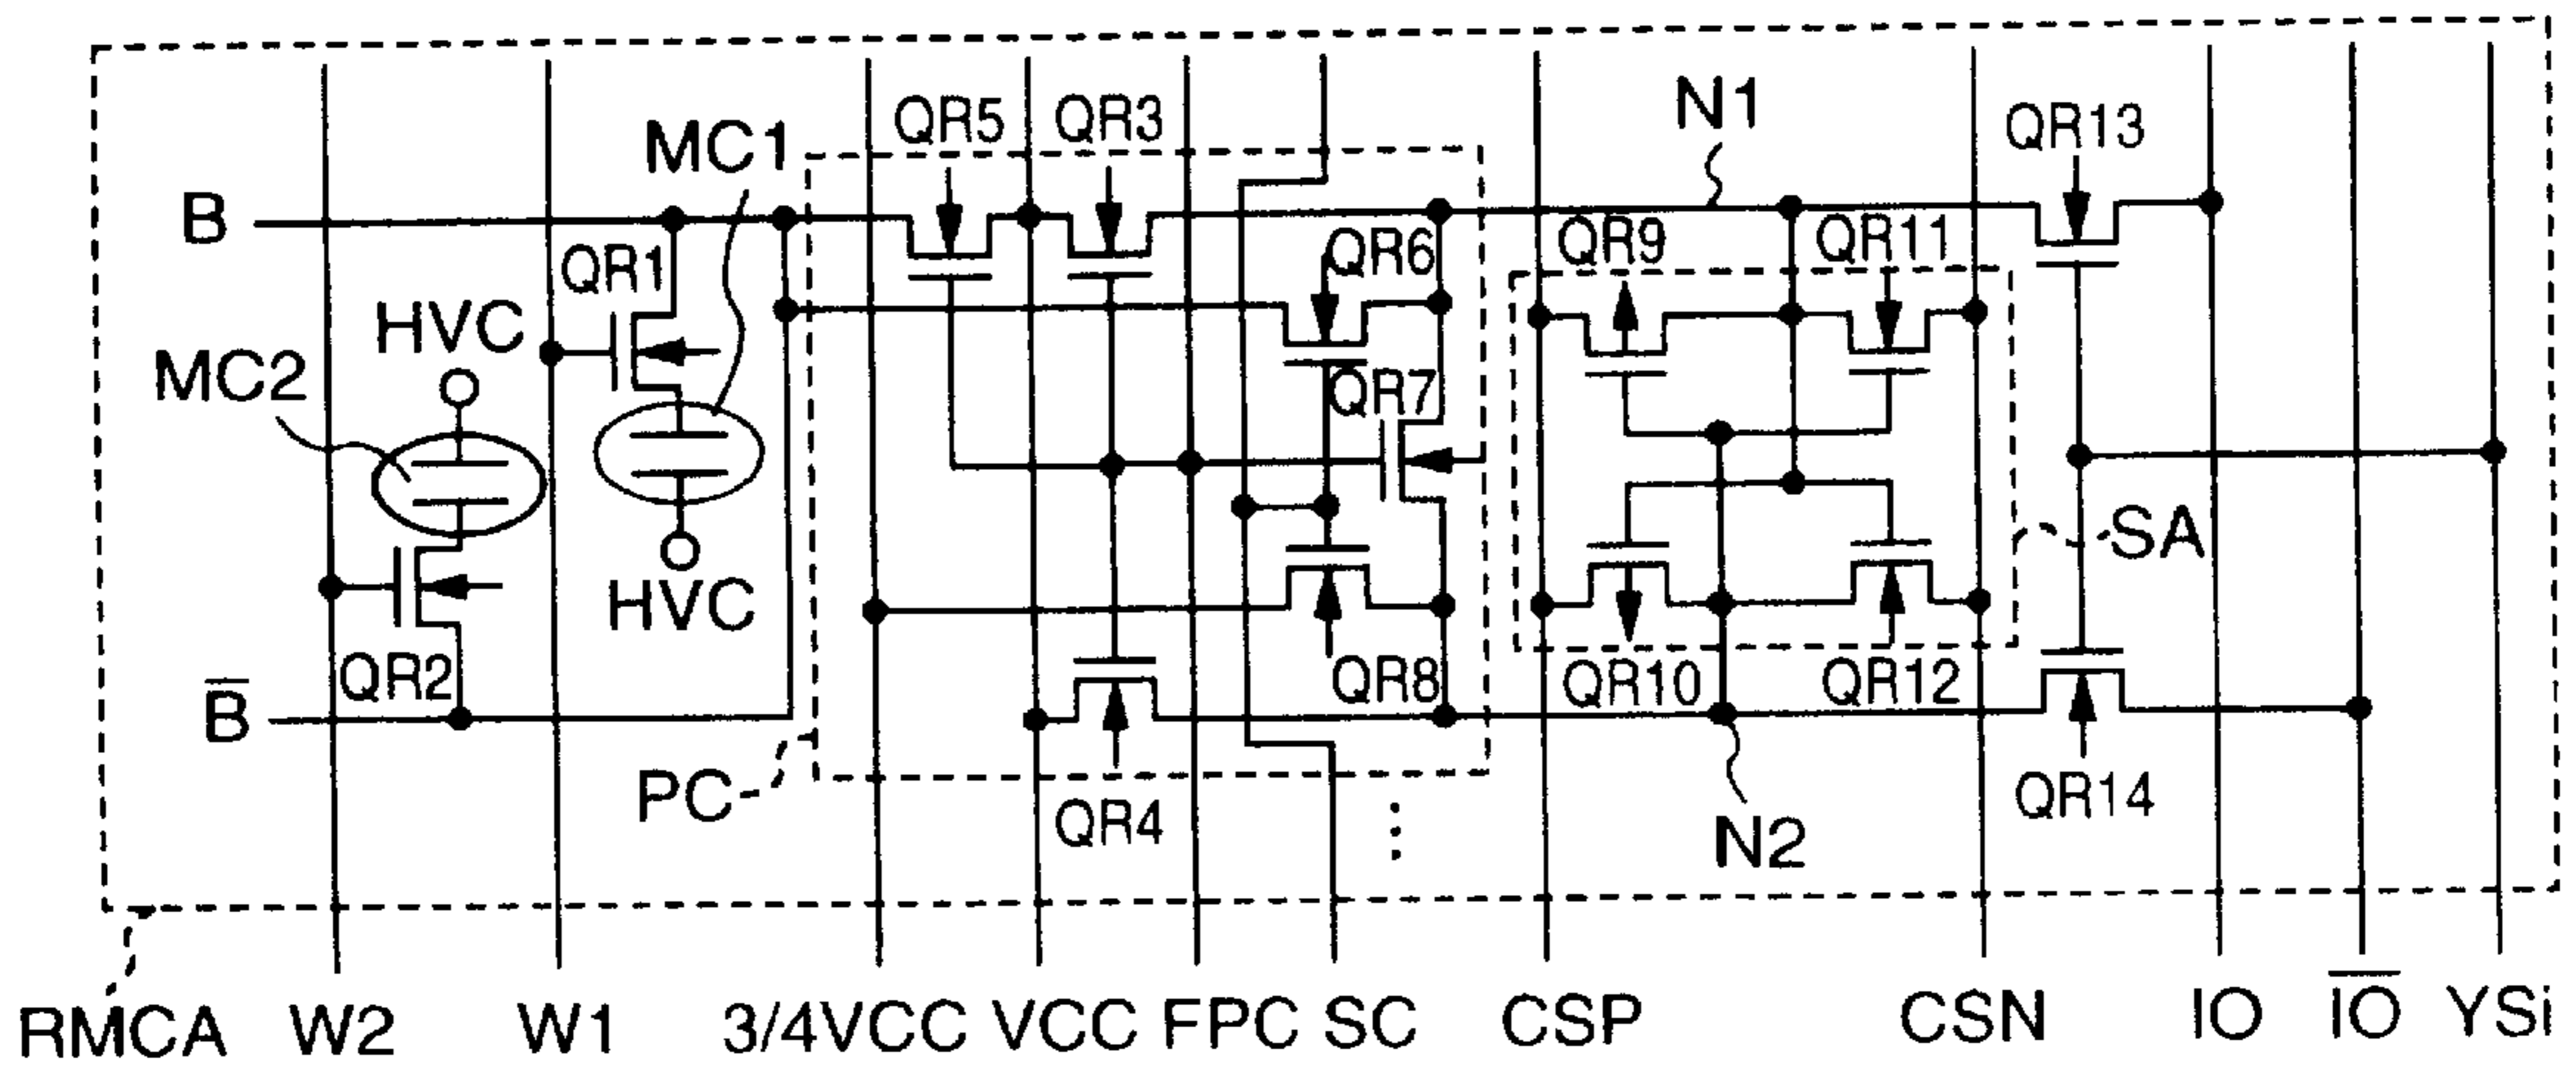 N1
QR5 QR3 QR13
MC1
B
QR6 QR9 QR11
QR1
HVC
MC2 QR7
SA
HVC
QR2 QR8 QR10 QR12
B̅
PC QR4 N2 QR14
RMCA W2 W1 3/4VCC VCC FPC SC CSP CSN IO I̅O̅ YSi